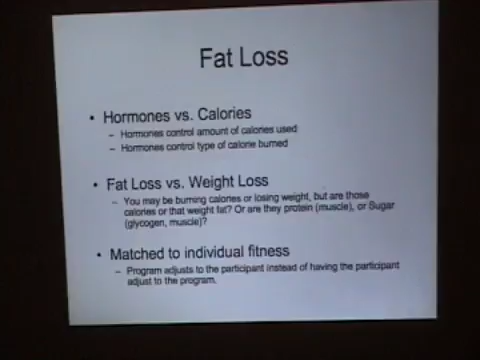 Fat Loss
• Hormones vs. Calories
– Hormones control amount of calories used
– Hormones control type of calorie burned
• Fat Loss vs. Weight Loss
– You may be burning calories or losing weight, but are those
calories or that weight fat? Or are they protein (muscle), or Sugar
(glycogen, muscle)?
• Matched to individual fitness
– Program adjusts to the participant instead of having the participant
adjust to the program.